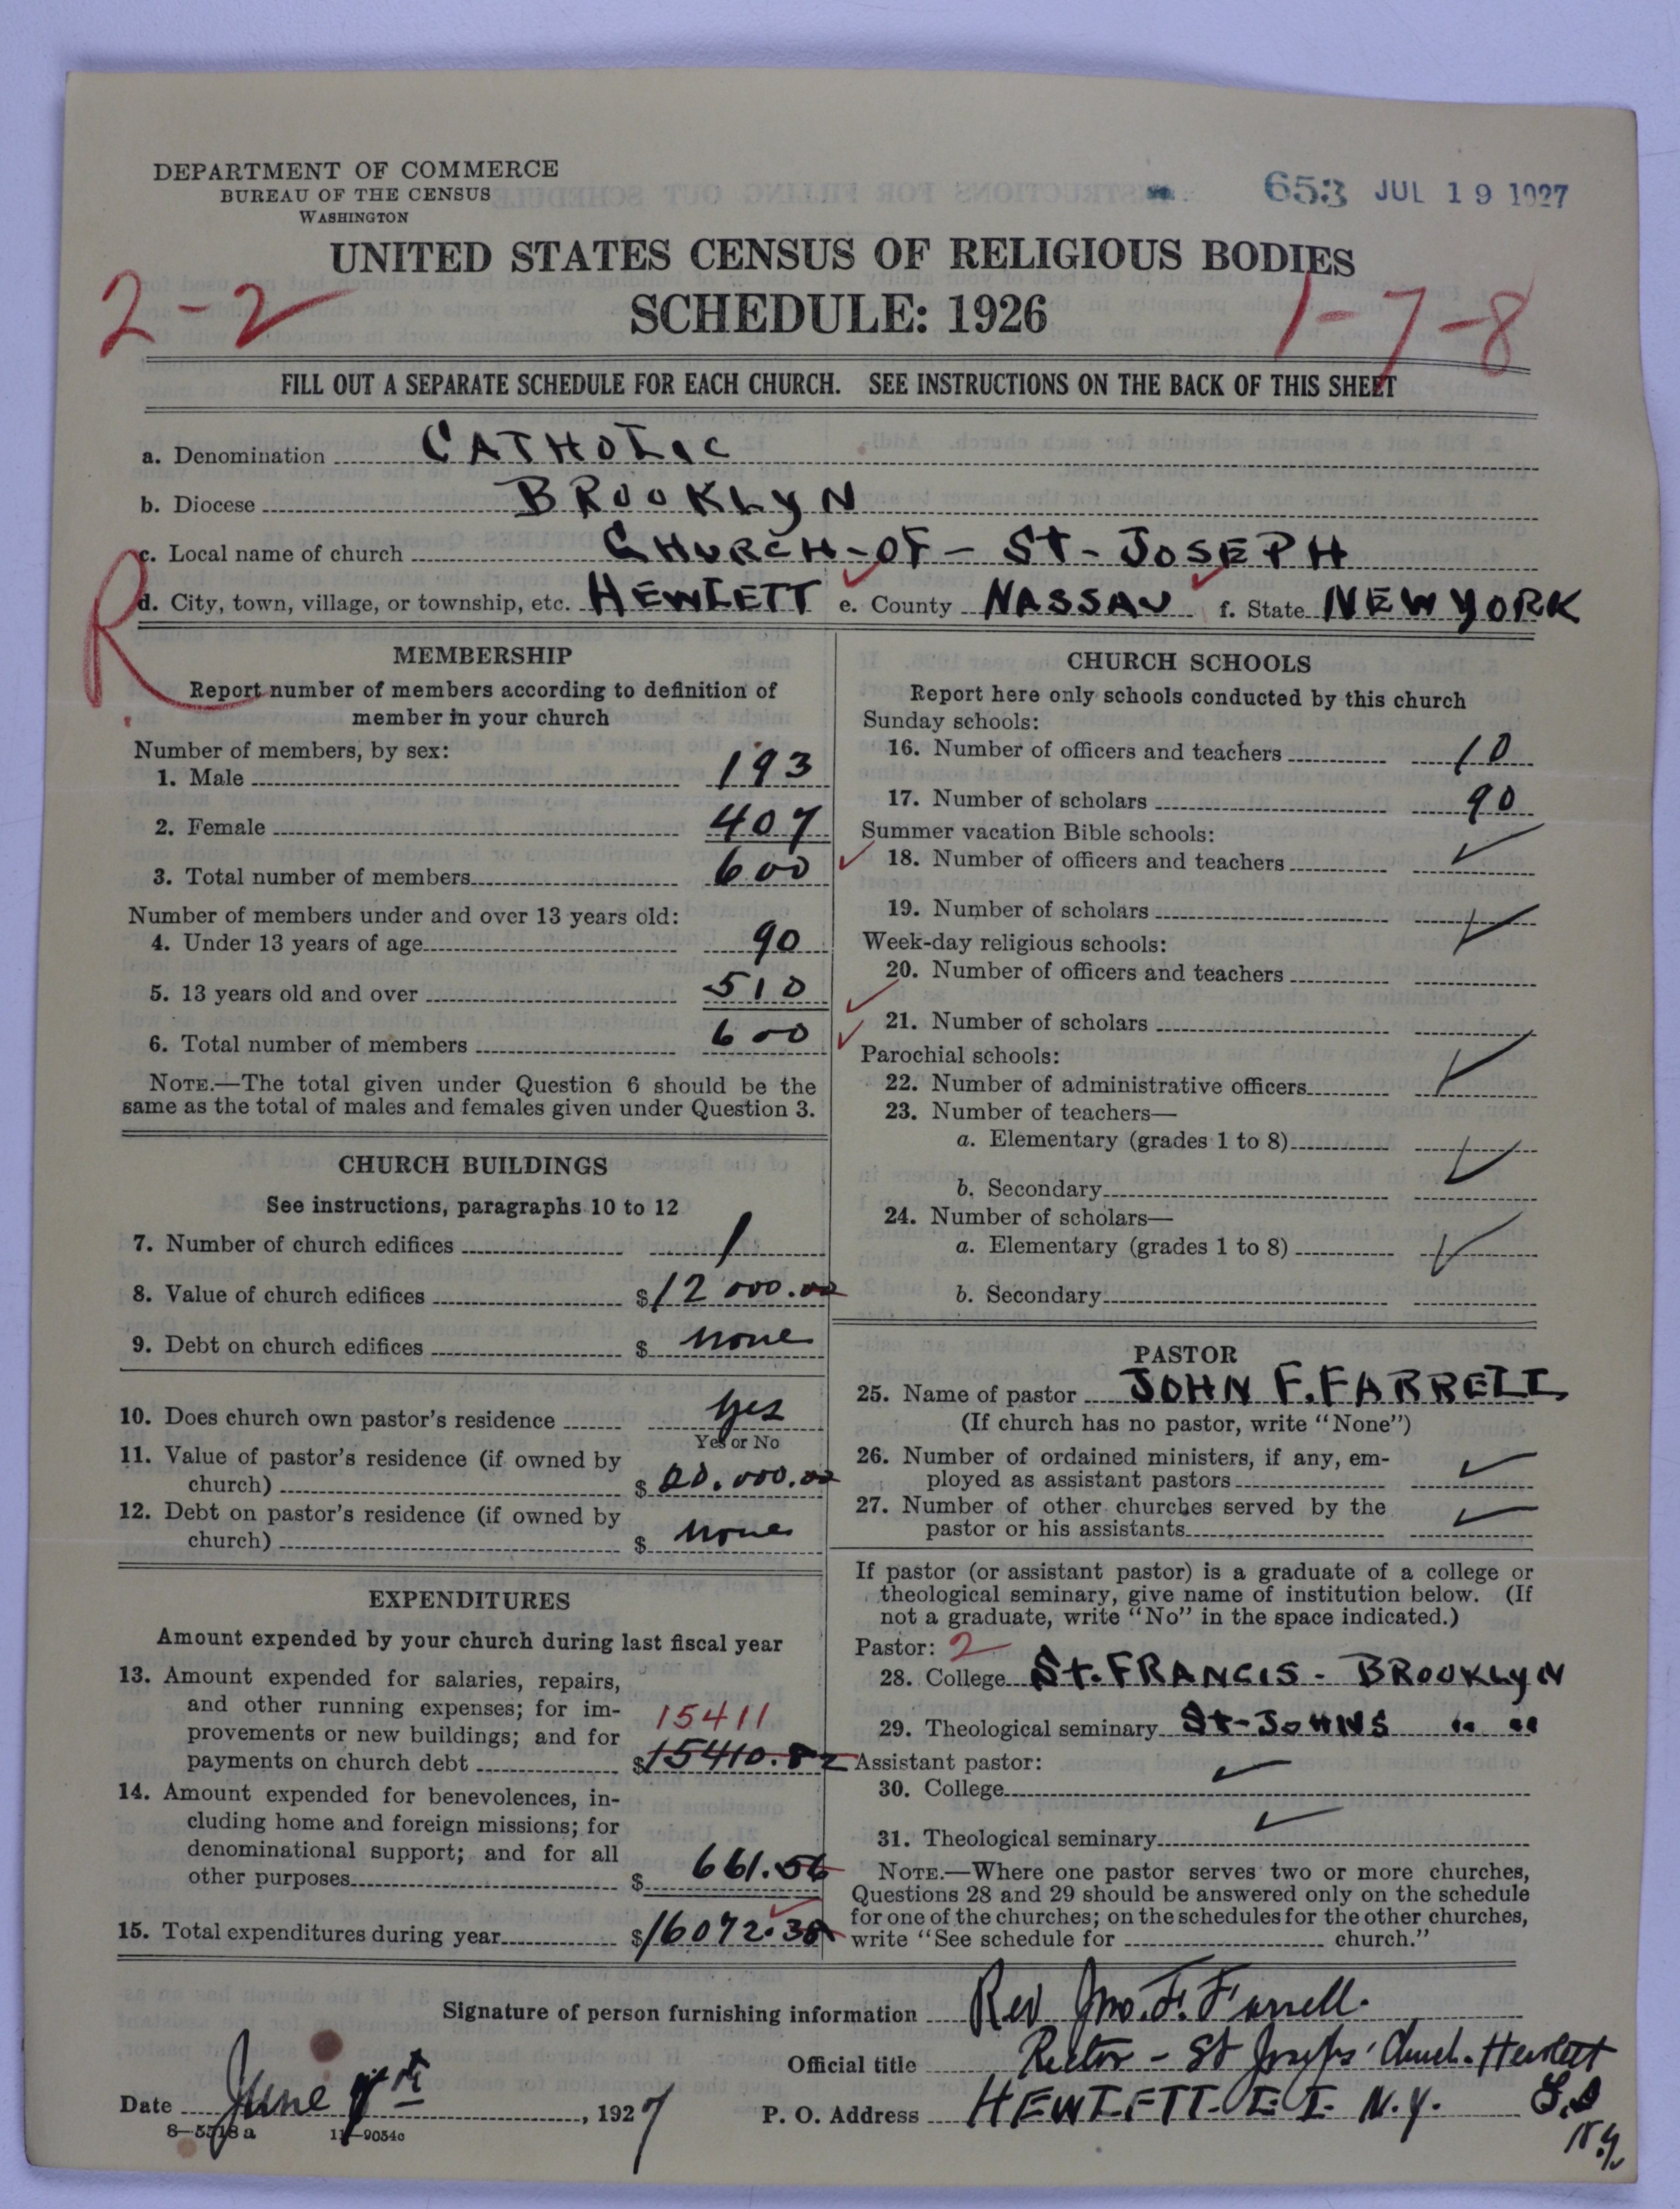 DEPARTMENT OF COMMERCE
BUREAU OF THE CENSUS
WASHINGTON
653 JUL 19 1927
UNITED STATES CENSUS OF RELIGIOUS BODIES
SCHEDULE: 1926
2-2
1-7-8
FILL OUT A SEPARATE SCHEDULE FOR EACH CHURCH. SEE INSTRUCTIONS ON THE BACK OF THIS SHEET
a. Denomination CATHOLIC
b. Diocese BROOKLYN
c. Local name of church CHURCH-OF-ST-JOSEPH
d. City, town, village, or township, etc. HEWLETT e. County NASSAU f. State NEW YORK
R
MEMBERSHIP
Report number of members according to definition of
member in your church
Number of members, by sex:
1. Male 193
2. Female 407
3. Total number of members 600
Number of members under and over 13 years old:
4. Under 13 years of age 90
5. 13 years old and over 510
6. Total number of members 600
NOTE.—The total given under Question 6 should be the
same as the total of males and females given under Question 3.
CHURCH BUILDINGS
See instructions, paragraphs 10 to 12
7. Number of church edifices 1
8. Value of church edifices $12000.00
9. Debt on church edifices $ none
10. Does church own pastor's residence yes
Yes or No
11. Value of pastor's residence (if owned by
church) $ 20.000.00
12. Debt on pastor's residence (if owned by
church) $ none
EXPENDITURES
Amount expended by your church during last fiscal year
13. Amount expended for salaries, repairs,
and other running expenses; for im-
provements or new buildings; and for 15411
payments on church debt $15410.82
14. Amount expended for benevolences, in-
cluding home and foreign missions; for
denominational support; and for all
other purposes $ 661.56
15. Total expenditures during year $16072.38
CHURCH SCHOOLS
Report here only schools conducted by this church
Sunday schools:
16. Number of officers and teachers 10
17. Number of scholars 90
Summer vacation Bible schools:
18. Number of officers and teachers
19. Number of scholars
Week-day religious schools:
20. Number of officers and teachers
21. Number of scholars
Parochial schools:
22. Number of administrative officers
23. Number of teachers—
a. Elementary (grades 1 to 8)
b. Secondary
24. Number of scholars—
a. Elementary (grades 1 to 8)
b. Secondary
PASTOR
25. Name of pastor JOHN F. FARRELL
(If church has no pastor, write "None")
26. Number of ordained ministers, if any, em-
ployed as assistant pastors
27. Number of other churches served by the
pastor or his assistants
If pastor (or assistant pastor) is a graduate of a college or
theological seminary, give name of institution below. (If
not a graduate, write "No" in the space indicated.)
Pastor: 2
28. College St. FRANCIS - BROOKLYN
29. Theological seminary St-JOHNS " "
Assistant pastor:
30. College
31. Theological seminary
NOTE.—Where one pastor serves two or more churches,
Questions 28 and 29 should be answered only on the schedule
for one of the churches; on the schedules for the other churches,
write "See schedule for church."
Signature of person furnishing information Rev Jno. F. Farrell.
Official title Rector - St Josephs' Church. Hewlett
Date June 7th, 1927 P. O. Address HEWLETT. L. I. N.Y.
N.Y.
8-5518 a 11-9054c